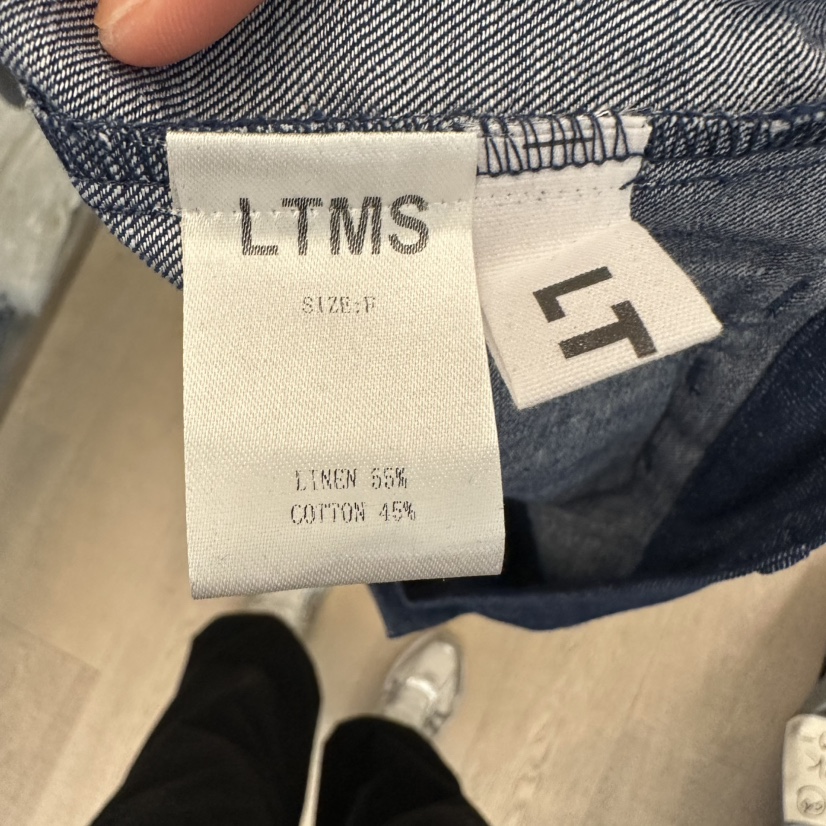 LTMS
SIZE:F
LINEN 55%
COTTON 45%
LT